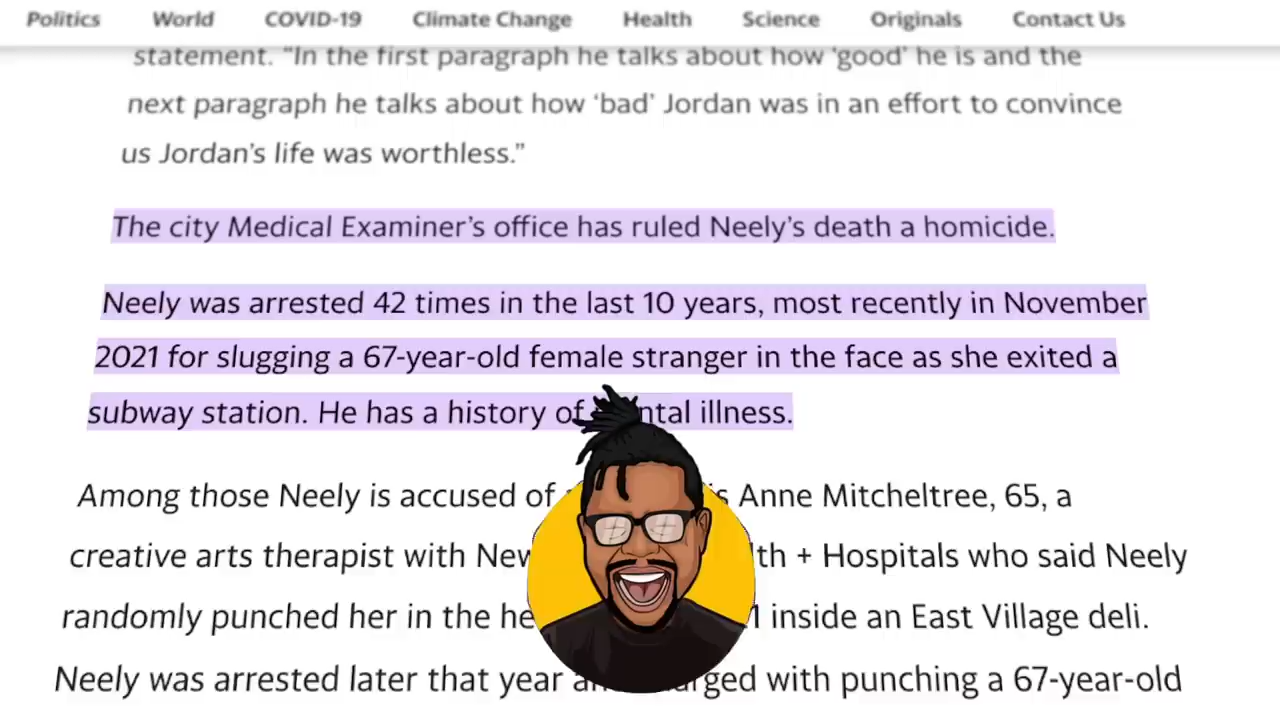 Politics World COVID-19 Climate Change Health Science Originals Contact Us
statement. “In the first paragraph he talks about how ‘good’ he is and the
next paragraph he talks about how ‘bad’ Jordan was in an effort to convince
us Jordan’s life was worthless.”
The city Medical Examiner’s office has ruled Neely’s death a homicide.
Neely was arrested 42 times in the last 10 years, most recently in November
2021 for slugging a 67-year-old female stranger in the face as she exited a
subway station. He has a history of illness.
Among those Neely is accused of Anne Mitcheltree, 65, a
creative arts therapist with + Hospitals who said Neely
randomly punched her in the inside an East Village deli.
Neely was arrested later that year with punching a 67-year-old